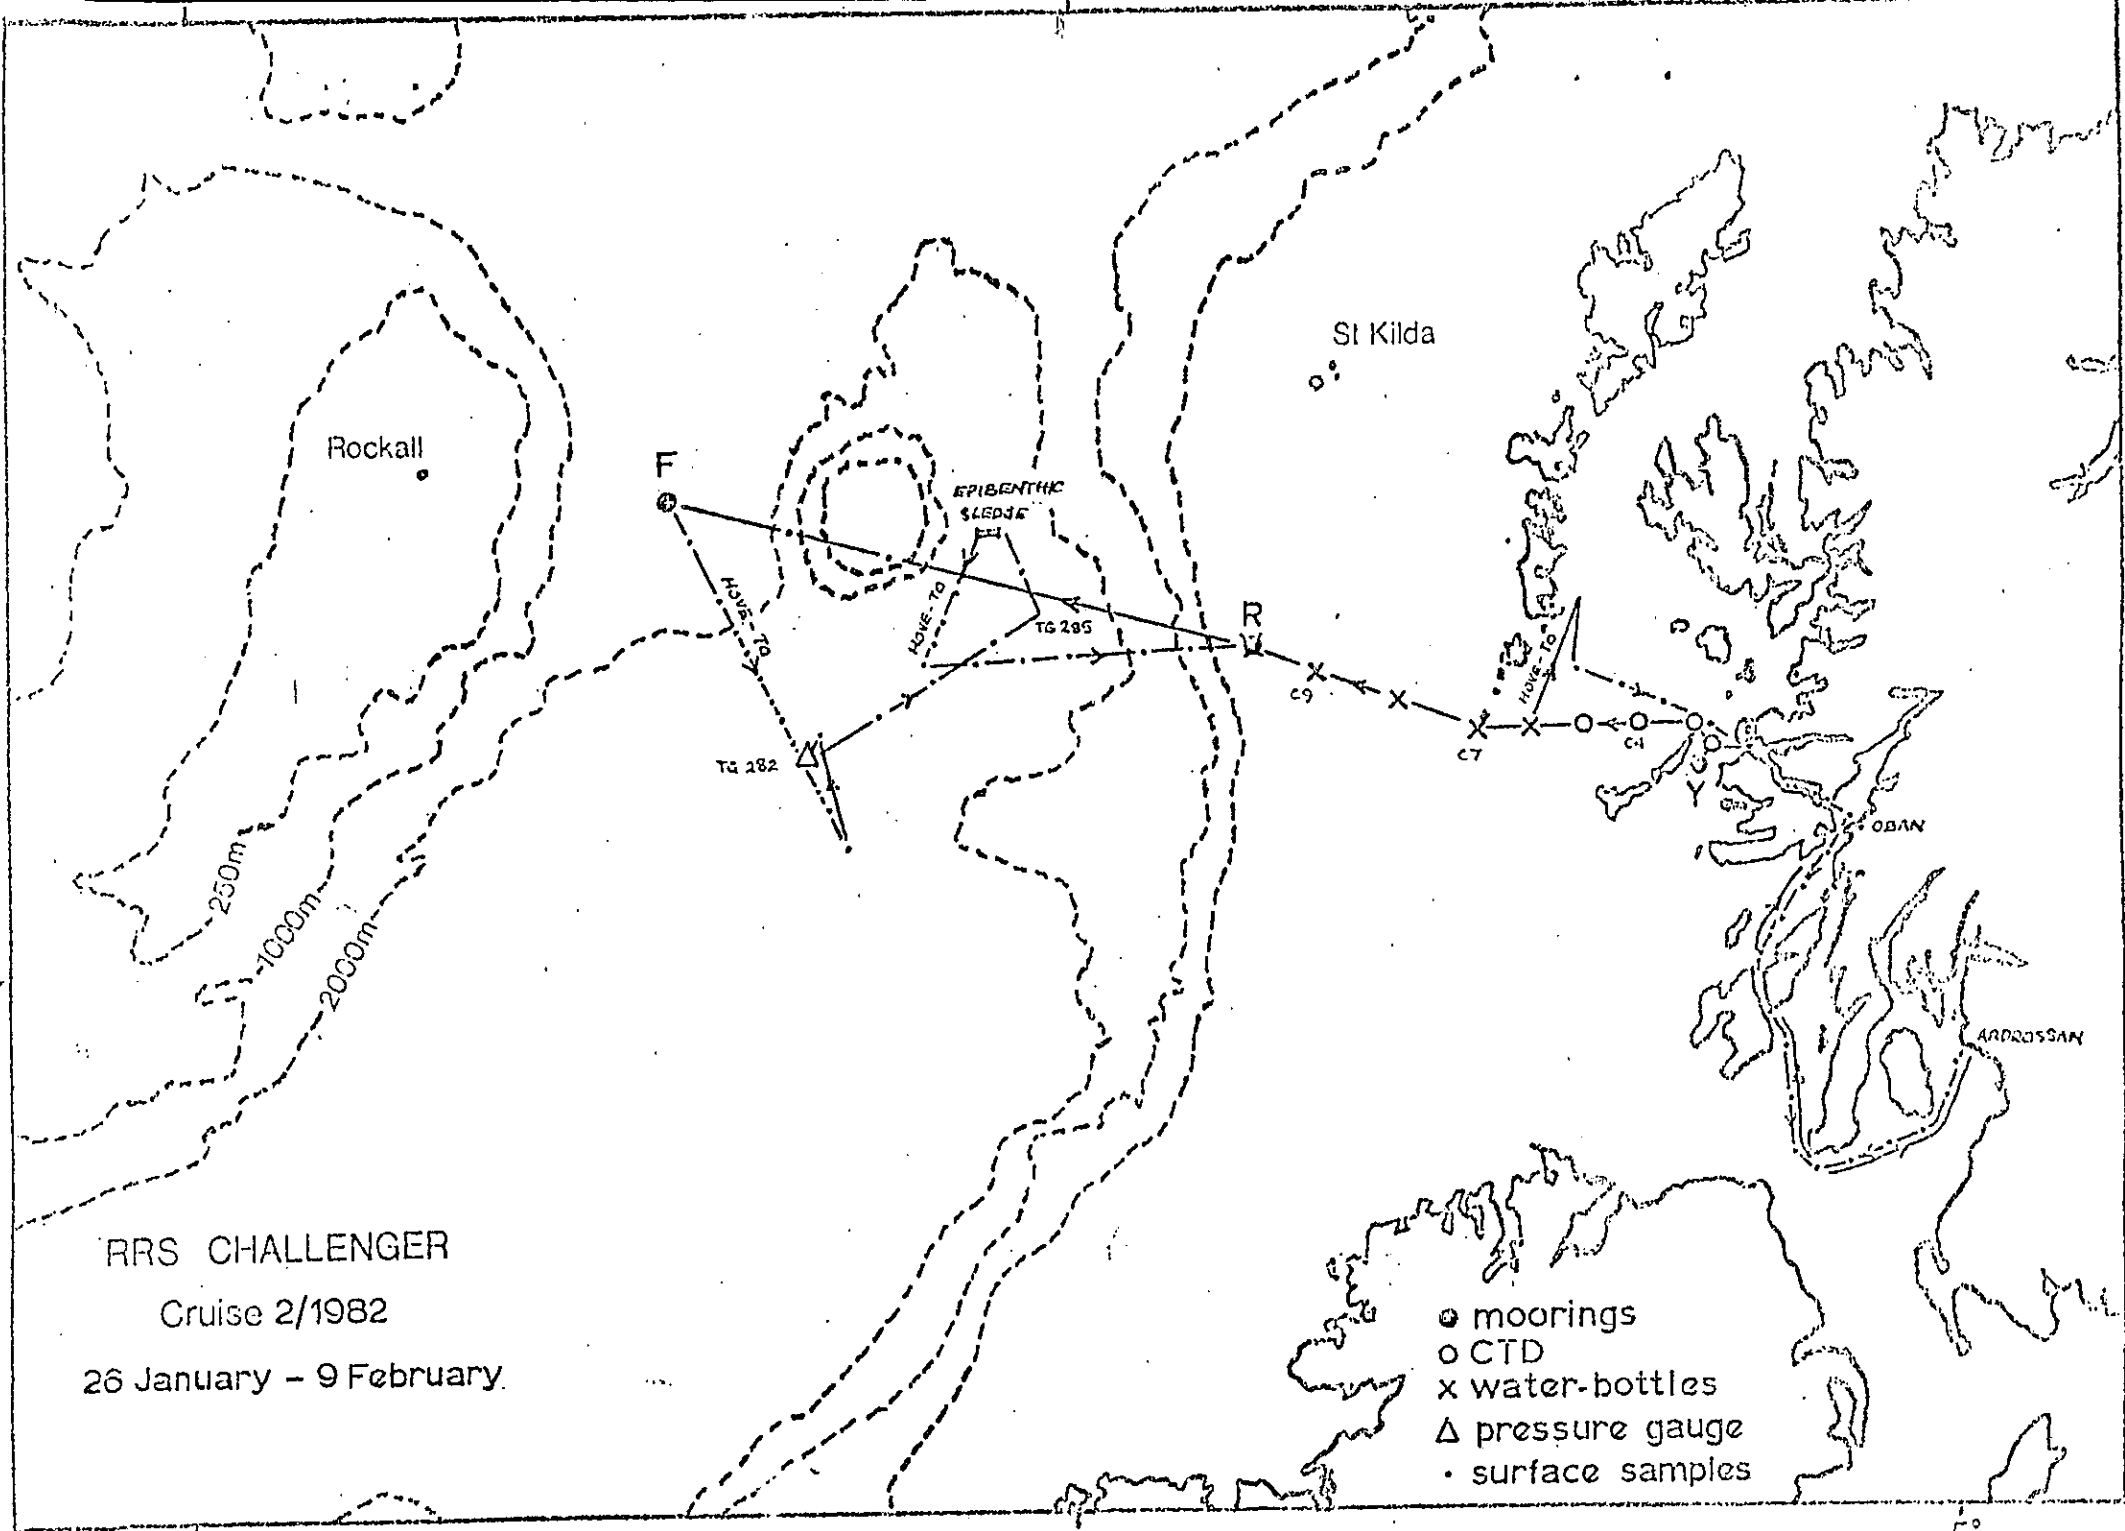 St Kilda
Rockall
F
EPIBENTHIC
SLEDGE
HOVE-TO
HOVE-TO
R
TG 285
HOVE-TO
C9
C7
C4
TG 282
Y
OBAN
250m
1000m
2000m
ARDROSSAN
RRS CHALLENGER
Cruise 2/1982
26 January – 9 February
moorings
CTD
x water-bottles
Δ pressure gauge
• surface samples
5°